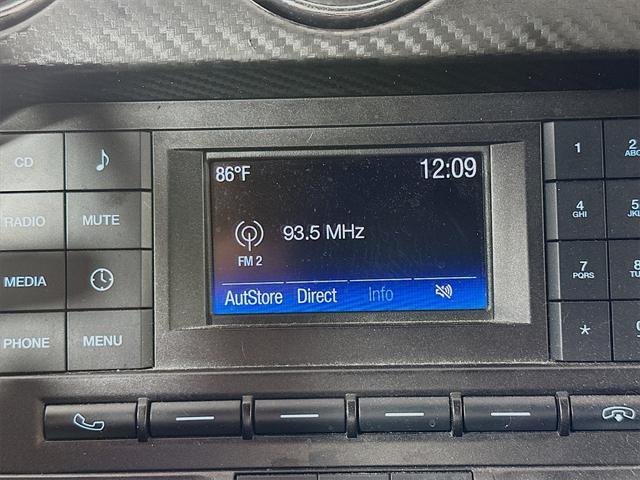 86°F 12:09
93.5 MHz
FM 2
AutStore Direct Info
CD
RADIO MUTE
MEDIA
PHONE MENU
1 2
ABC
4 5
GHI JKL
7 8
PQRS
*